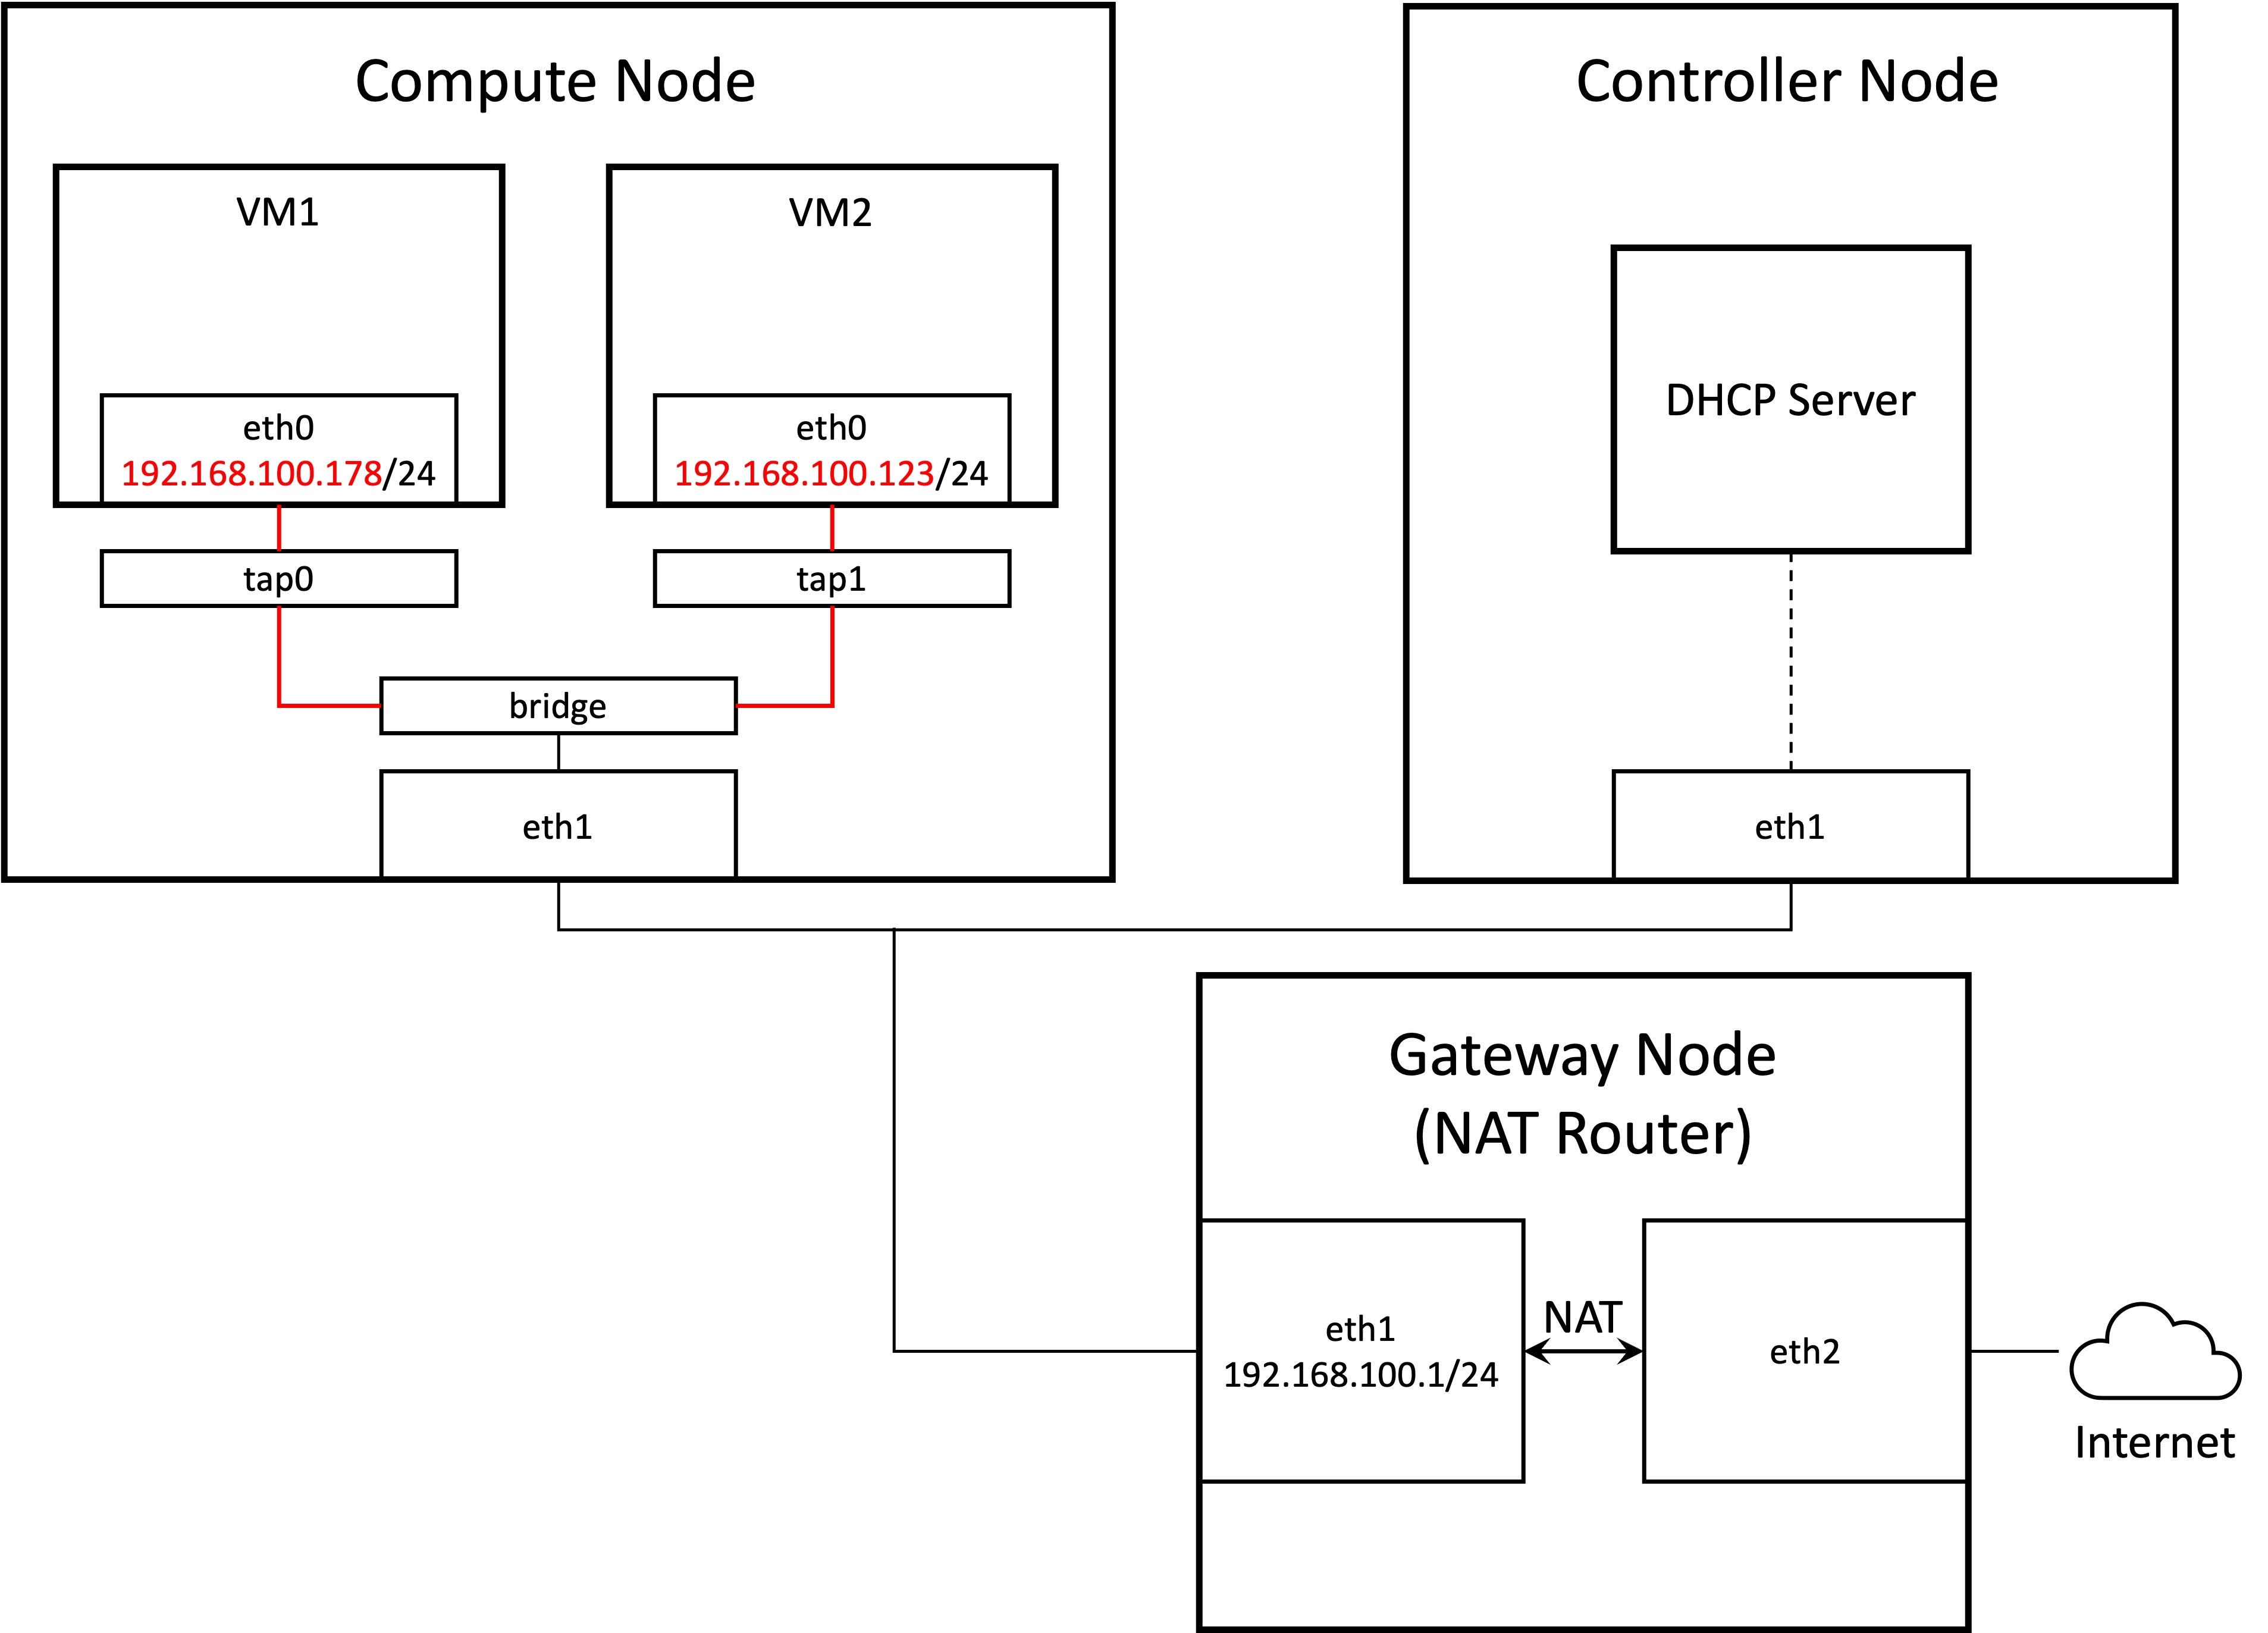 Compute Node
VM1
eth0
192.168.100.178/24
tap0
VM2
eth0
192.168.100.123/24
tap1
bridge
eth1
Controller Node
DHCP Server
eth1
Gateway Node
(NAT Router)
eth1
192.168.100.1/24
NAT
eth2
Internet